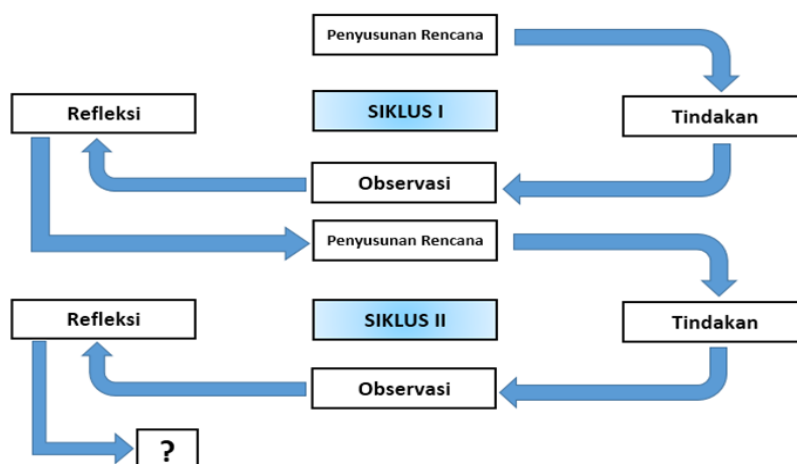 Penyusunan Rencana
Refleksi
SIKLUS I
Tindakan
Observasi
Penyusunan Rencana
Refleksi
SIKLUS II
Tindakan
Observasi
?